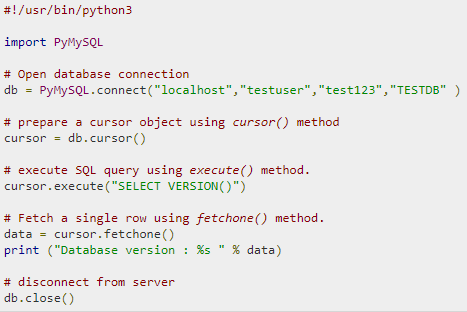 #!/usr/bin/python3
import PyMySQL
# Open database connection
db = PyMySQL.connect("localhost","testuser","test123","TESTDB" )
# prepare a cursor object using cursor() method
cursor = db.cursor()
# execute SQL query using execute() method.
cursor.execute("SELECT VERSION()")
# Fetch a single row using fetchone() method.
data = cursor.fetchone()
print ("Database version : %s " % data)
# disconnect from server
db.close()